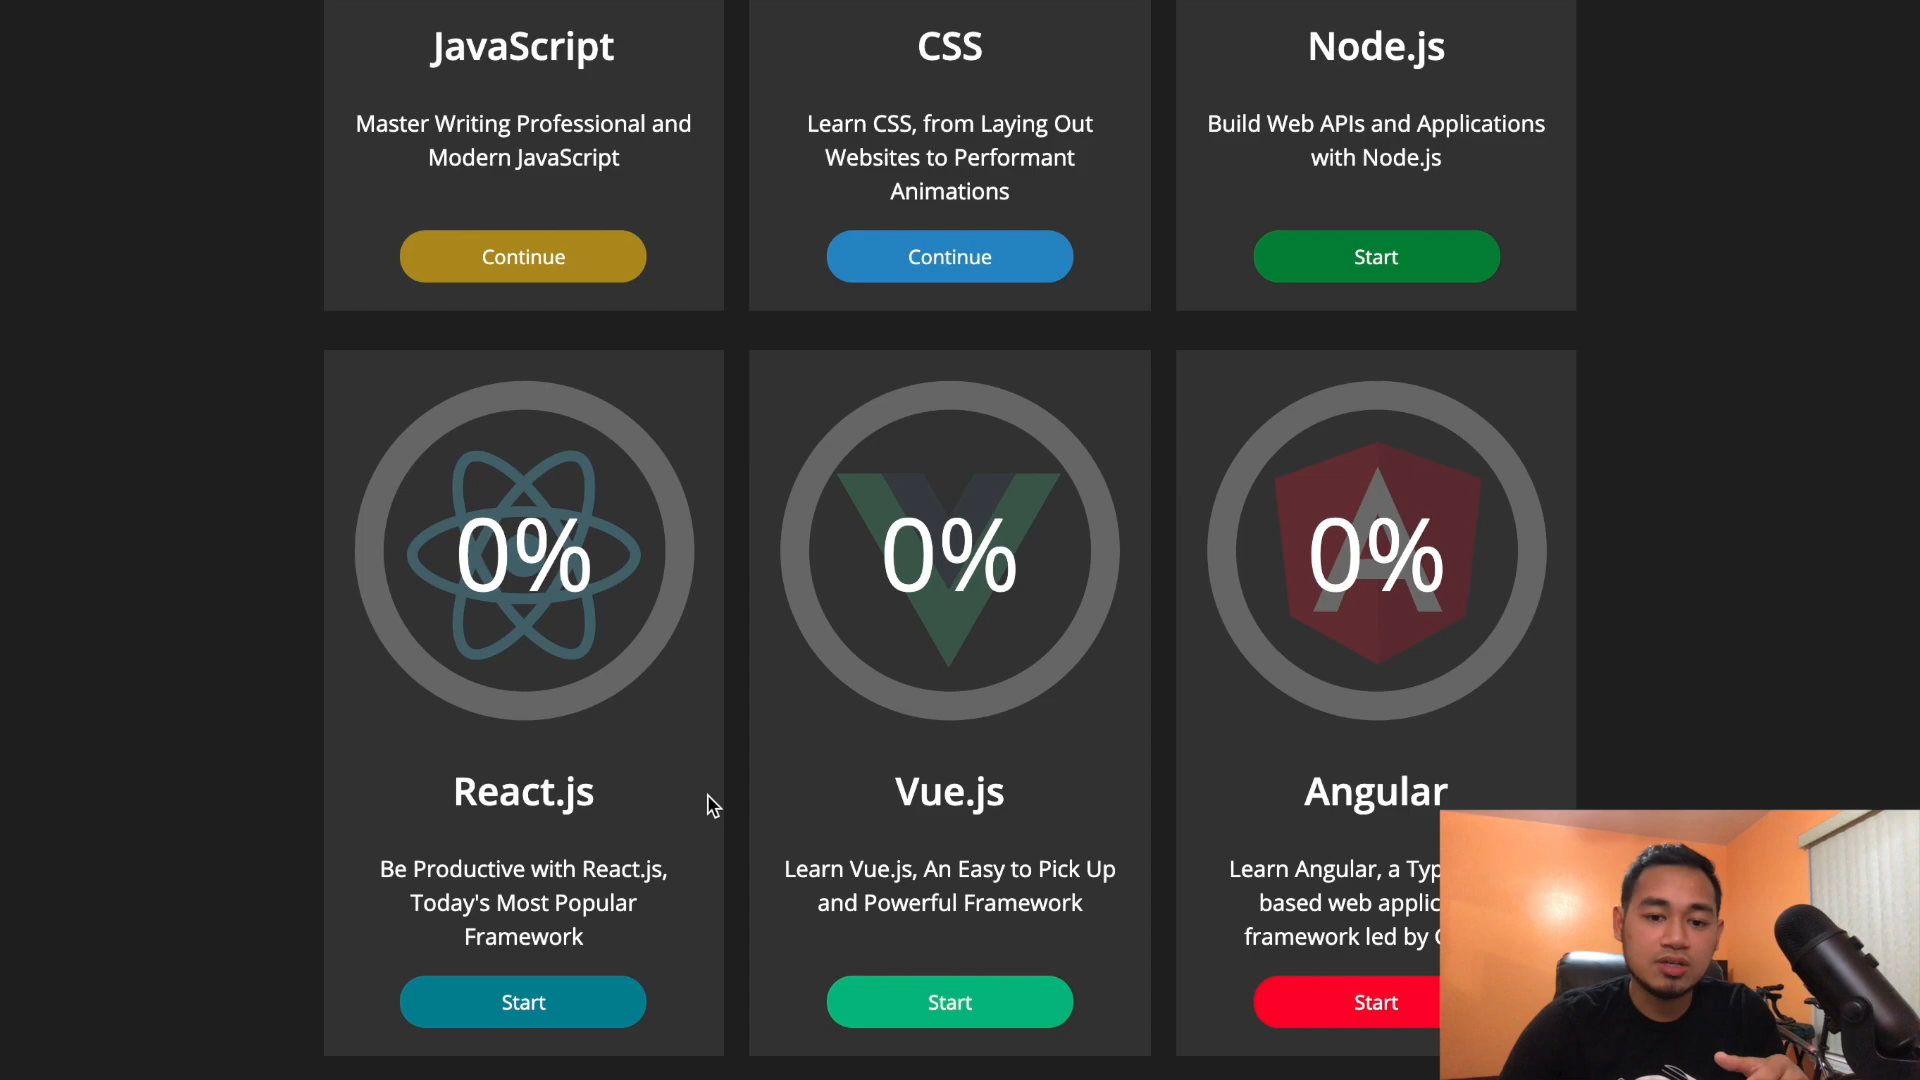 JavaScript
Master Writing Professional and
Modern JavaScript
Continue
CSS
Learn CSS, from Laying Out
Websites to Performant
Animations
Continue
Node.js
Build Web APIs and Applications
with Node.js
Start
0%
React.js
Be Productive with React.js,
Today's Most Popular
Framework
Start
0%
Vue.js
Learn Vue.js, An Easy to Pick Up
and Powerful Framework
Start
0%
Angular
Learn Angular, a Typ
based web applic
framework led by
Start